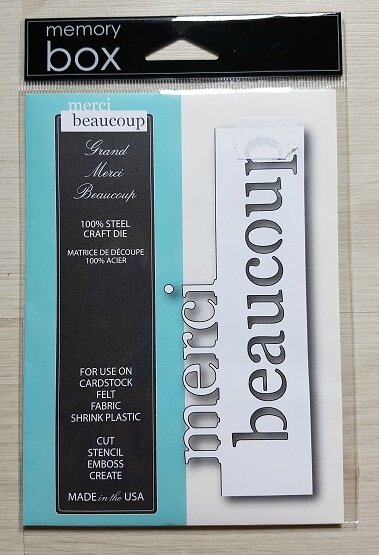 memory
box
merci
beaucoup
Grand
Merci
Beaucoup
100% STEEL
CRAFT DIE
MATRICE DE DÉCOUPE
100% ACIER
FOR USE ON
CARDSTOCK
FELT
FABRIC
SHRINK PLASTIC
CUT
STENCIL
EMBOSS
CREATE
MADE in the USA
merci
beaucoup